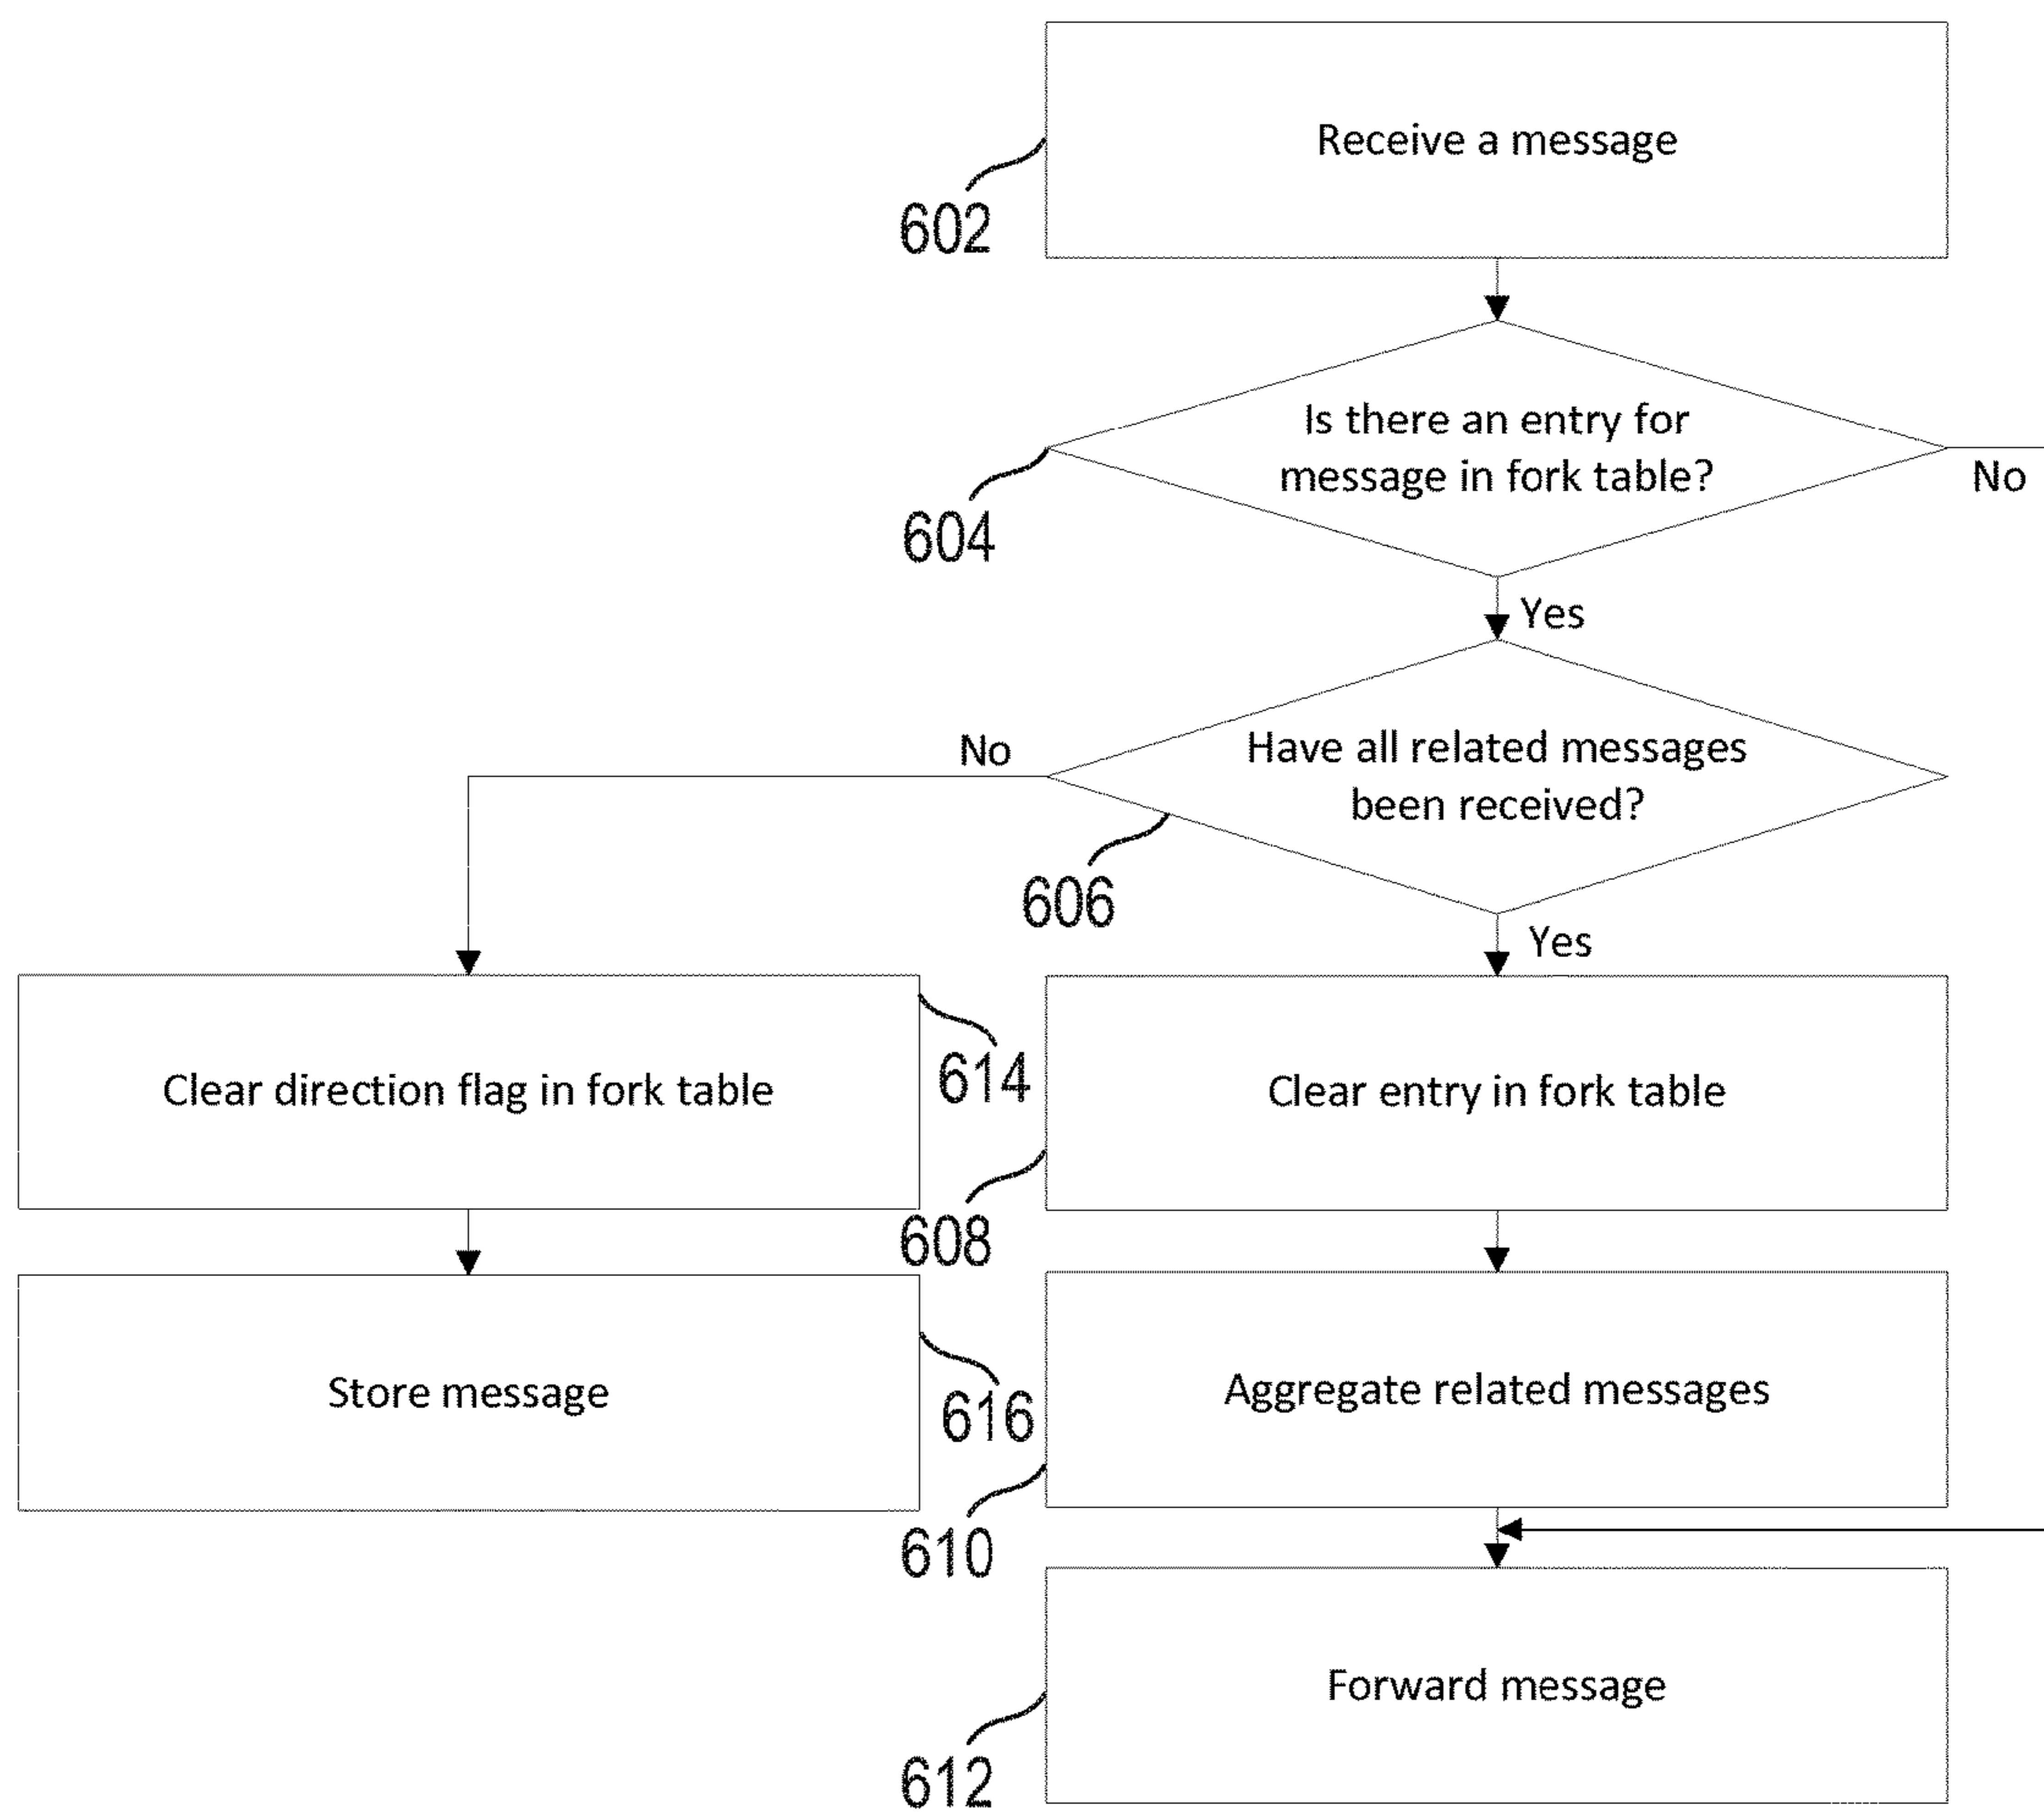 Receive a message
602
Is there an entry for
message in fork table?
No
604
Yes
No
Have all related messages
been received?
606
Yes
Clear direction flag in fork table
614
Clear entry in fork table
608
Store message
616
Aggregate related messages
610
Forward message
612